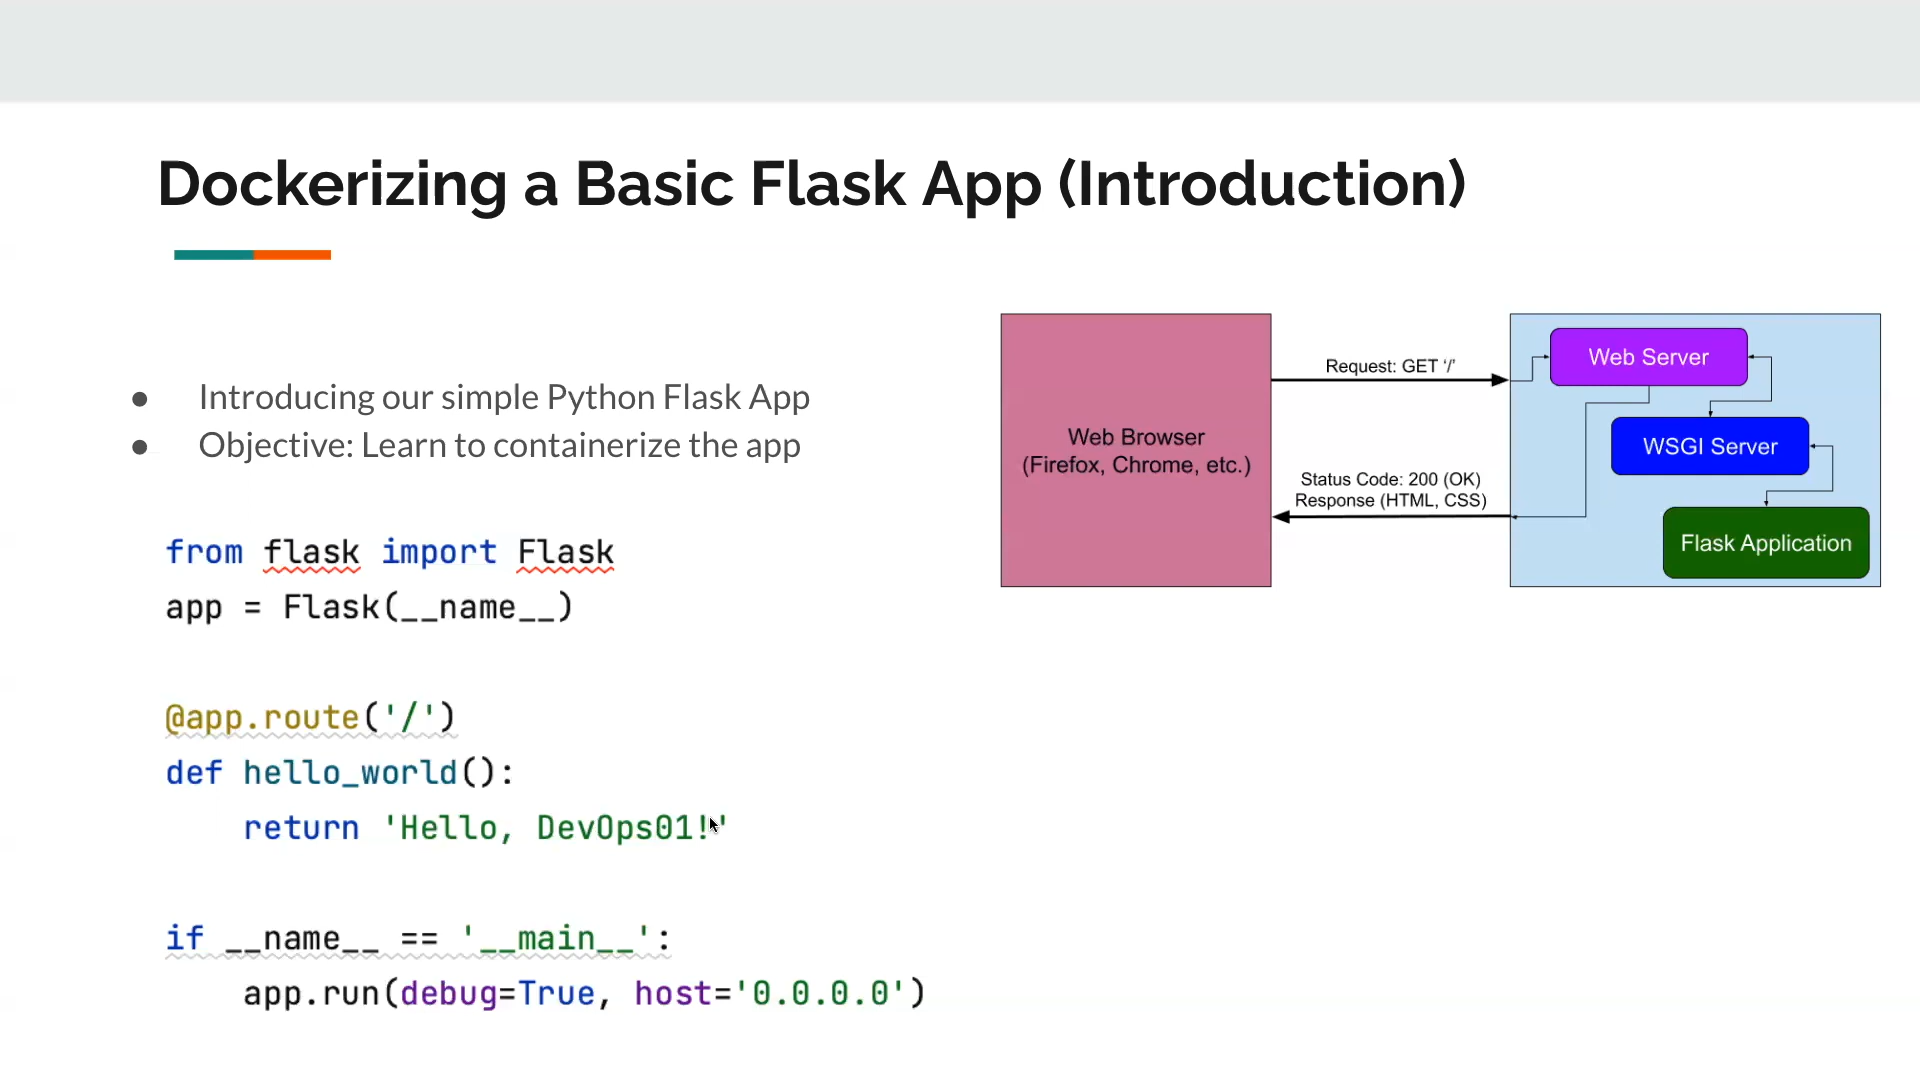 Dockerizing a Basic Flask App (Introduction)
● Introducing our simple Python Flask App
● Objective: Learn to containerize the app
from flask import Flask
app = Flask(__name__)
@app.route('/')
def hello_world():
    return 'Hello, DevOps01!'
if __name__ == '__main__':
    app.run(debug=True, host='0.0.0.0')
Web Browser
(Firefox, Chrome, etc.)
Request: GET ‘/’
Status Code: 200 (OK)
Response (HTML, CSS)
Web Server
WSGI Server
Flask Application